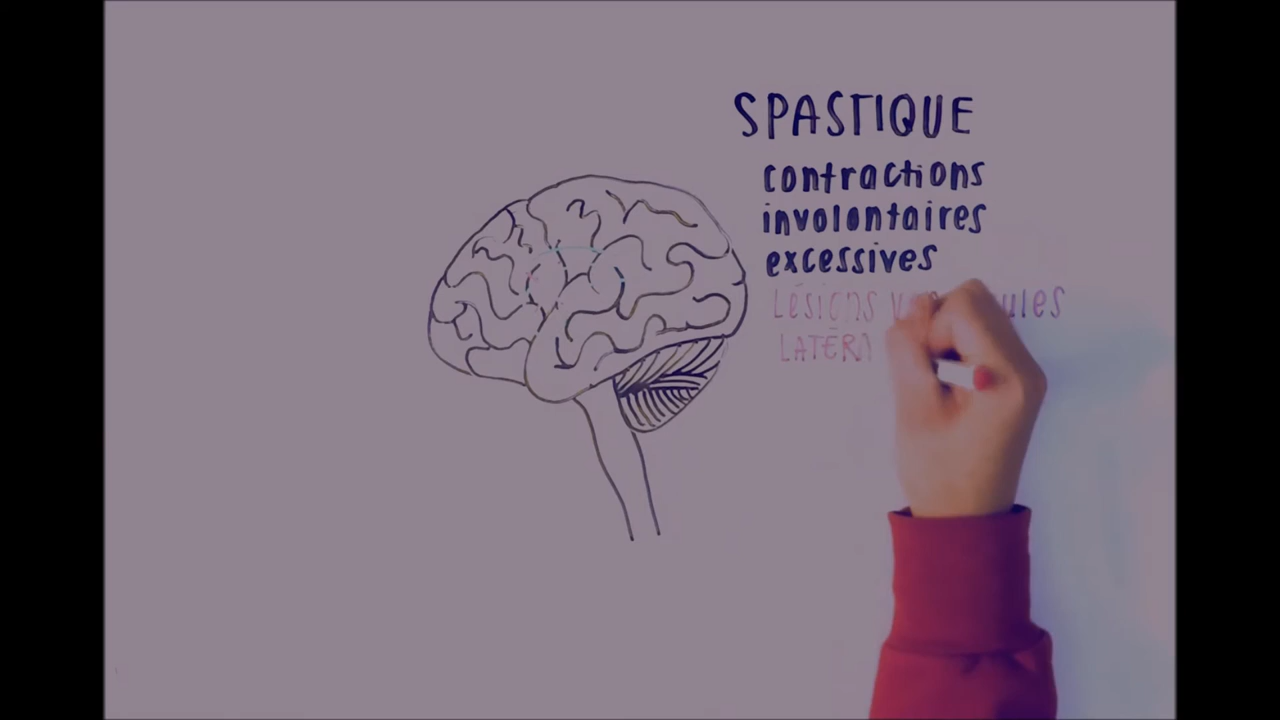 SPASTIQUE
contractions
involontaires
excessives
Lésions
LATÉR